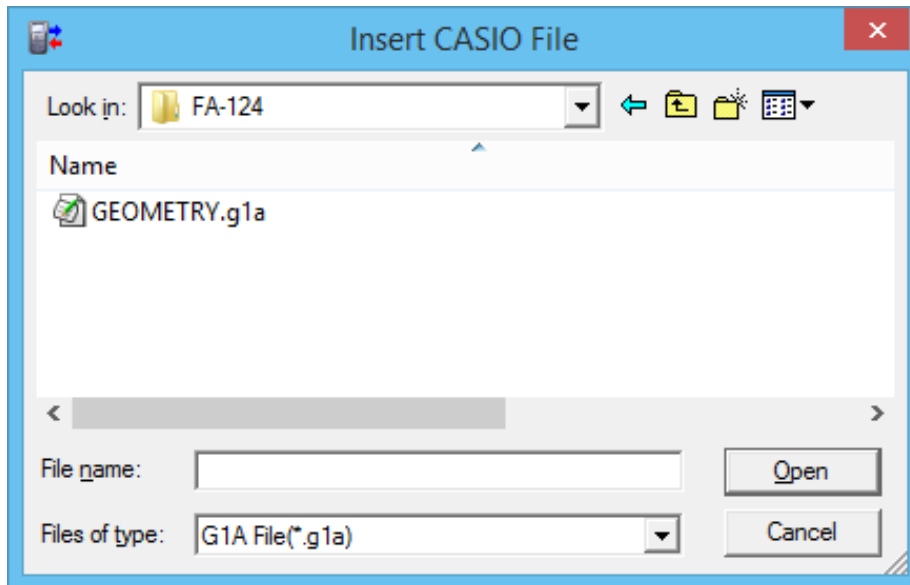 Insert CASIO File
Look in: FA-124
Name
GEOMETRY.g1a
File name:
Open
Files of type: G1A File(*.g1a)
Cancel